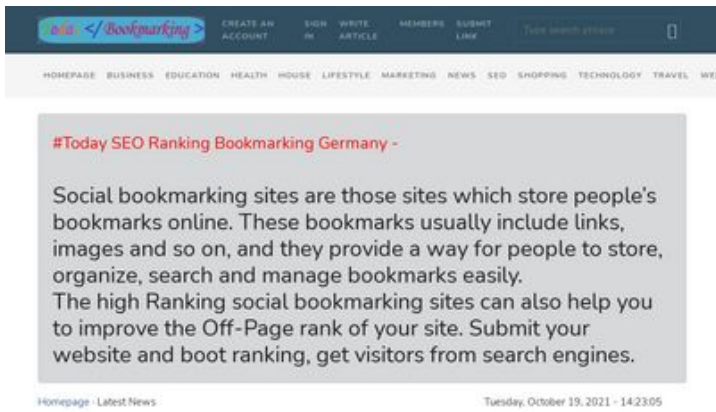 Today </Bookmarking>
CREATE AN ACCOUNT SIGN IN WRITE ARTICLE MEMBERS SUBMIT LINK Type search phrase
HOMEPAGE BUSINESS EDUCATION HEALTH HOUSE LIFESTYLE MARKETING NEWS SEO SHOPPING TECHNOLOGY TRAVEL
#Today SEO Ranking Bookmarking Germany -
Social bookmarking sites are those sites which store people's
bookmarks online. These bookmarks usually include links,
images and so on, and they provide a way for people to store,
organize, search and manage bookmarks easily.
The high Ranking social bookmarking sites can also help you
to improve the Off-Page rank of your site. Submit your
website and boot ranking, get visitors from search engines.
Homepage - Latest News Tuesday, October 19, 2021 - 14:23:05